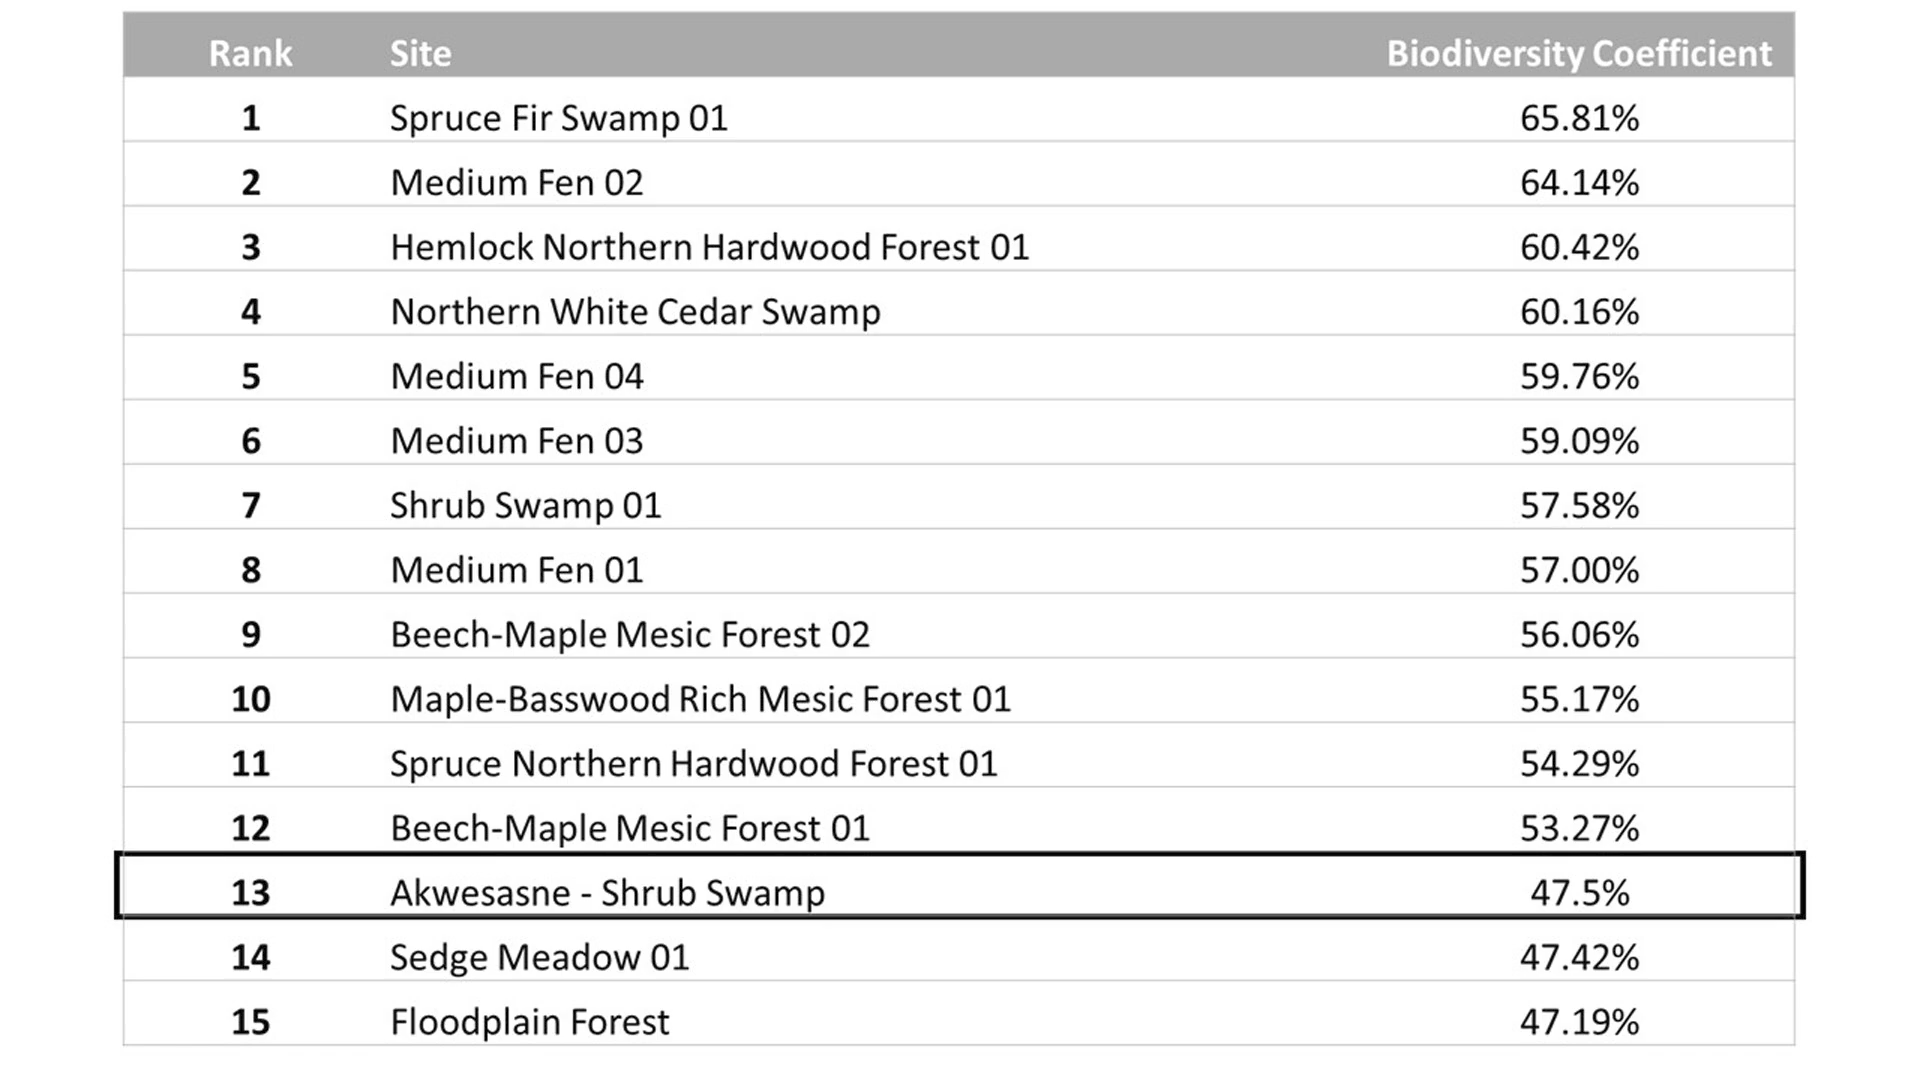 Rank Site Biodiversity Coefficient
1 Spruce Fir Swamp 01 65.81%
2 Medium Fen 02 64.14%
3 Hemlock Northern Hardwood Forest 01 60.42%
4 Northern White Cedar Swamp 60.16%
5 Medium Fen 04 59.76%
6 Medium Fen 03 59.09%
7 Shrub Swamp 01 57.58%
8 Medium Fen 01 57.00%
9 Beech-Maple Mesic Forest 02 56.06%
10 Maple-Basswood Rich Mesic Forest 01 55.17%
11 Spruce Northern Hardwood Forest 01 54.29%
12 Beech-Maple Mesic Forest 01 53.27%
13 Akwesasne - Shrub Swamp 47.5%
14 Sedge Meadow 01 47.42%
15 Floodplain Forest 47.19%